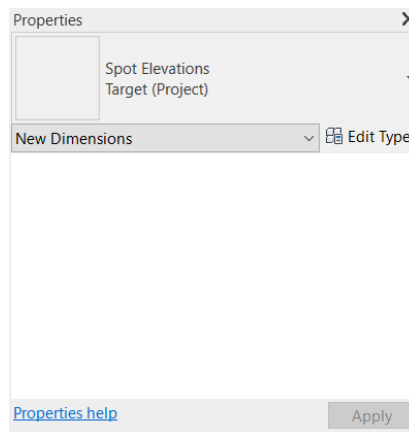 Properties
Spot Elevations
Target (Project)
New Dimensions
Edit Type
Properties help
Apply